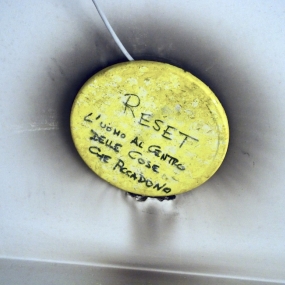 RESET
L'UOMO AL CENTRO
DELLE COSE
CHE ACCADONO